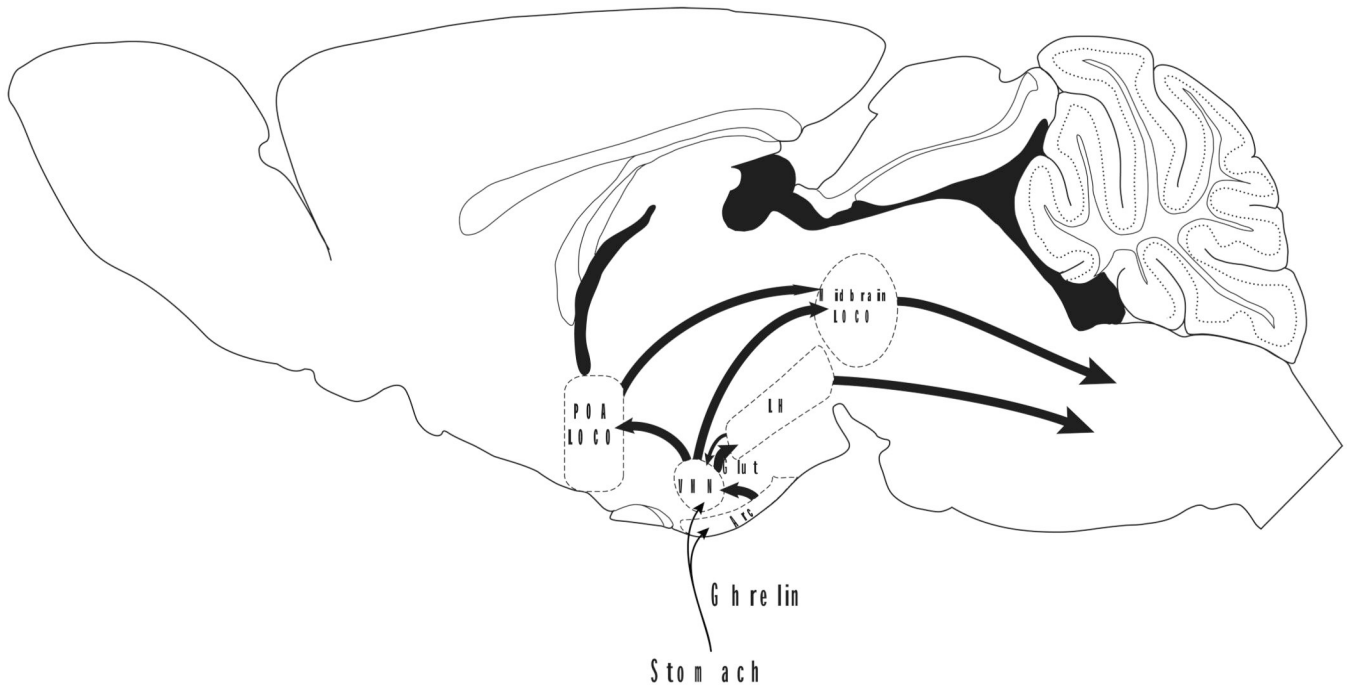 Midbrain
LOCO
POA
LOCO
LH
Glut
VMN
Arc
Ghrelin
Stomach